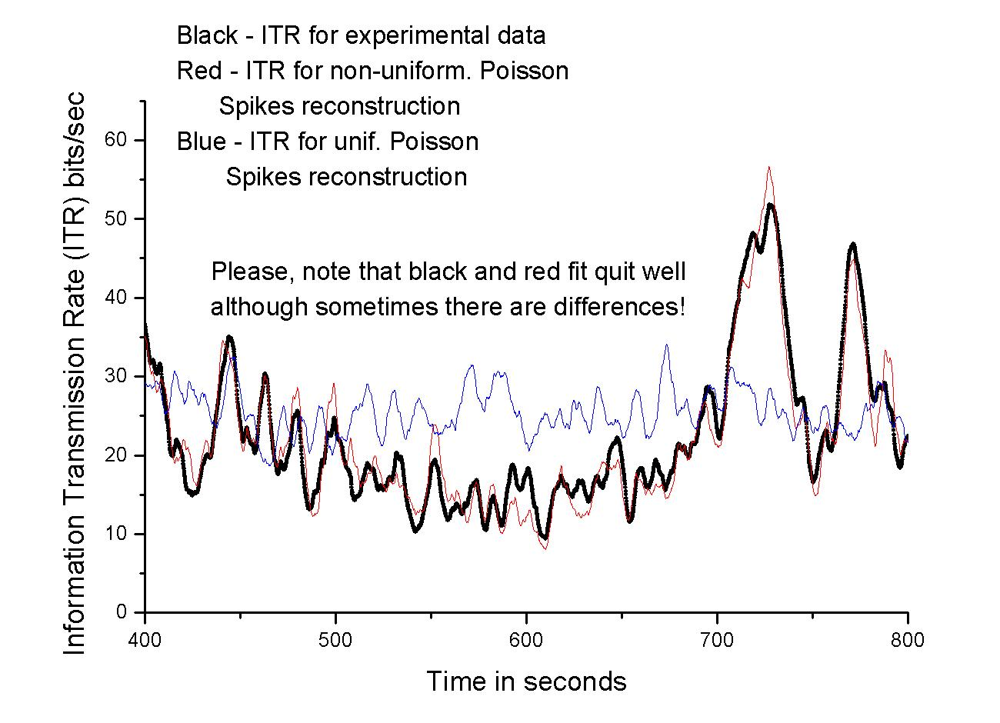 Black - ITR for experimental data
Red - ITR for non-uniform. Poisson
Spikes reconstruction
Blue - ITR for unif. Poisson
Spikes reconstruction
Please, note that black and red fit quit well
although sometimes there are differences!
Information Transmission Rate (ITR) bits/sec
60
50
40
30
20
10
0
400
500
600
700
800
Time in seconds